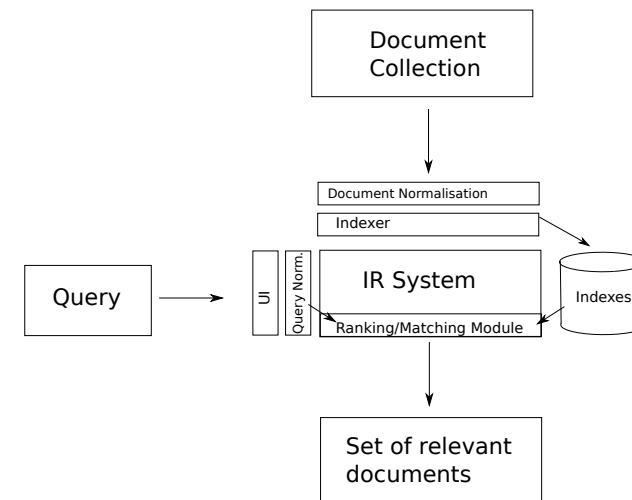 Document
Collection
Document Normalisation
Indexer
Query
UI
Query Norm.
IR System
Ranking/Matching Module
Indexes
Set of relevant
documents